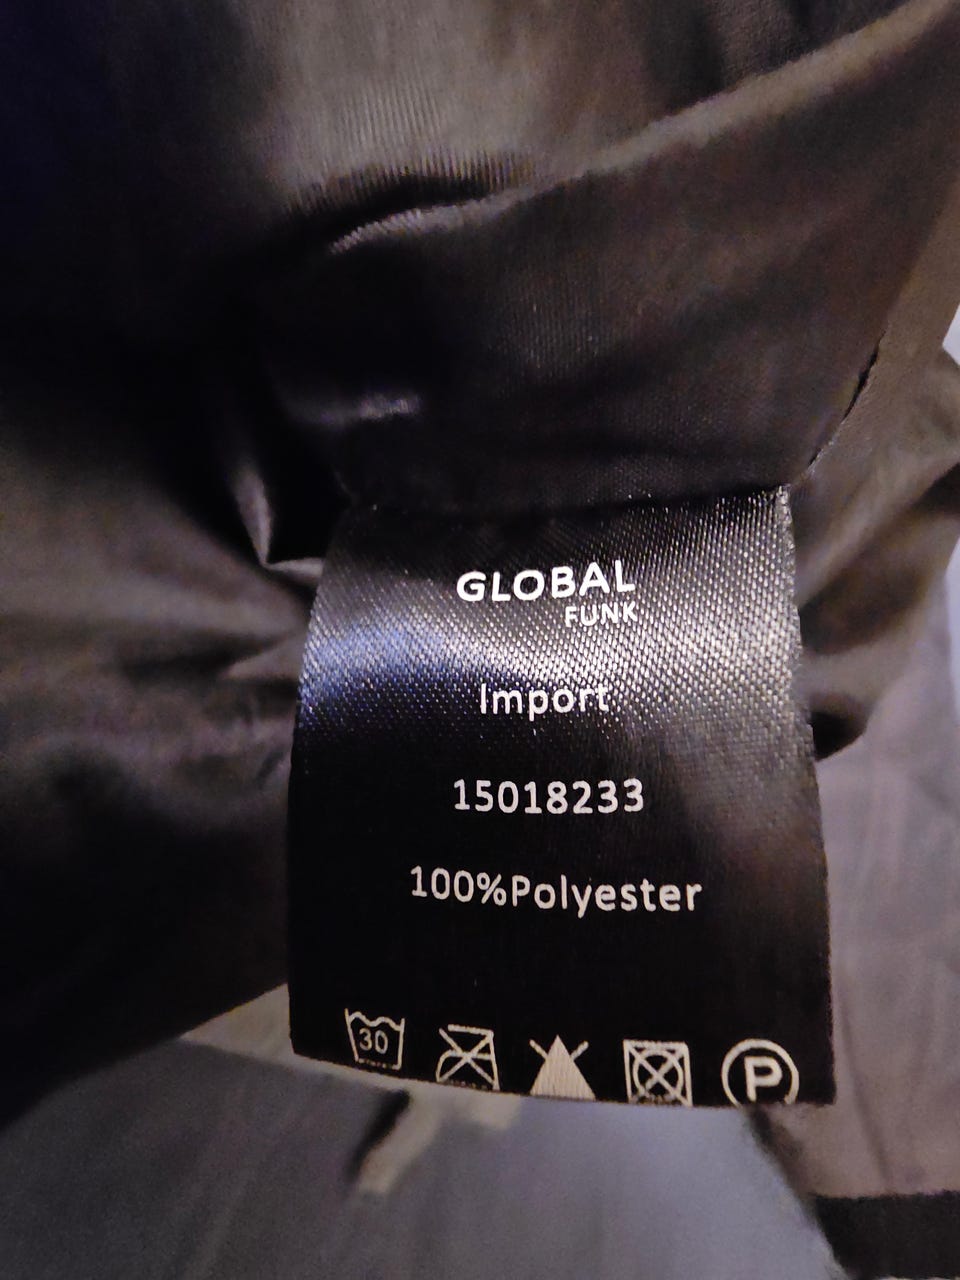 GLOBAL
FUNK
Import
15018233
100%Polyester
30 P